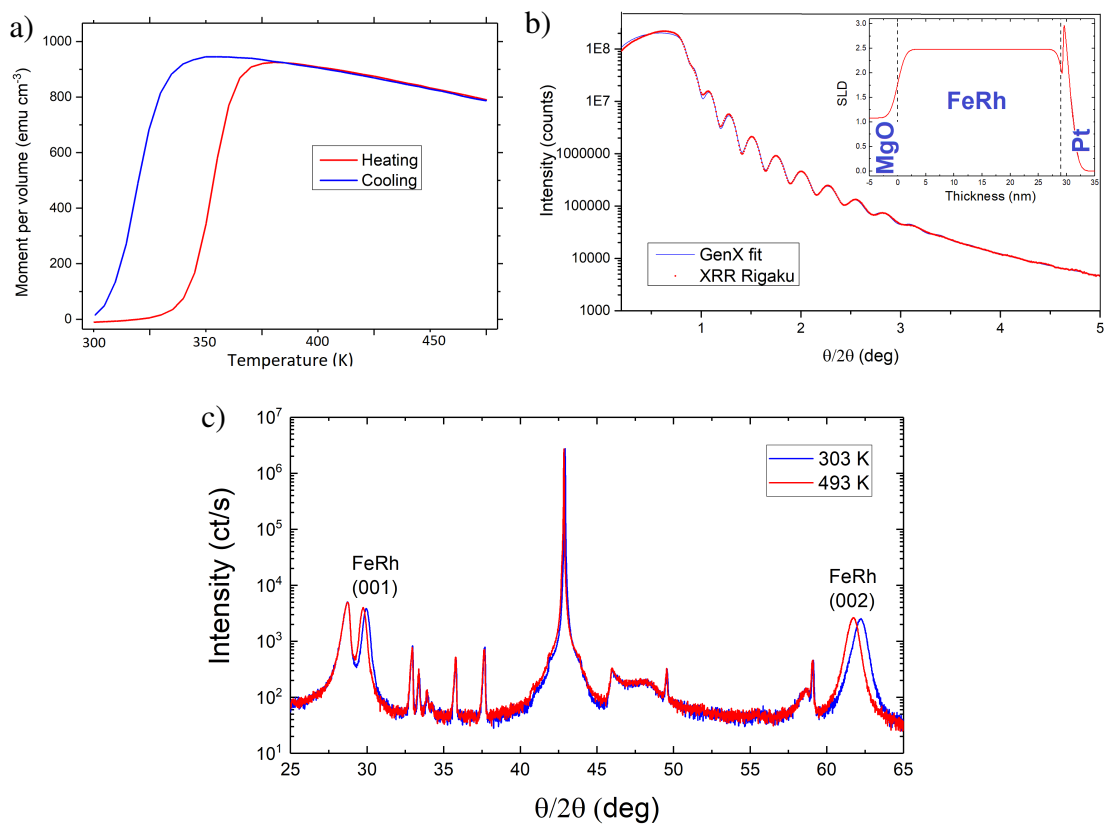 a)
Moment per volume (emu cm-3)
1000
800
600
400
200
0
300
350
400
450
Temperature (K)
Heating
Cooling
b)
Intensity (counts)
1E8
1E7
1000000
100000
10000
1000
1
2
3
4
5
θ/2θ (deg)
GenX fit
XRR Rigaku
SLD
3.0
2.5
2.0
1.5
1.0
0.5
0.0
-5
0
5
10
15
20
25
30
35
Thickness (nm)
MgO
FeRh
Pt
c)
Intensity (ct/s)
10^7
10^6
10^5
10^4
10^3
10^2
10^1
25
30
35
40
45
50
55
60
65
θ/2θ (deg)
FeRh
(001)
FeRh
(002)
303 K
493 K